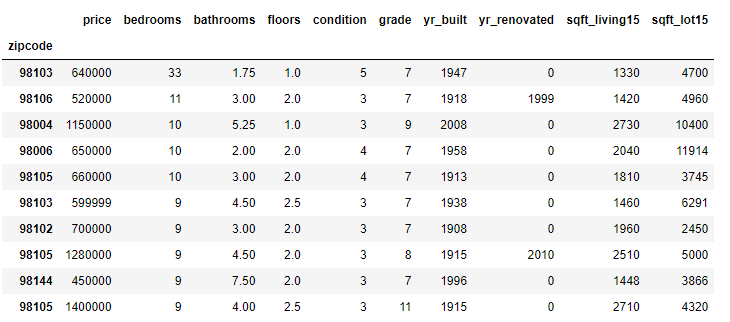 price bedrooms bathrooms floors condition grade yr_built yr_renovated sqft_living15 sqft_lot15
zipcode
98103 640000 33 1.75 1.0 5 7 1947 0 1330 4700
98106 520000 11 3.00 2.0 3 7 1918 1999 1420 4960
98004 1150000 10 5.25 1.0 3 9 2008 0 2730 10400
98006 650000 10 2.00 2.0 4 7 1958 0 2040 11914
98105 660000 10 3.00 2.0 4 7 1913 0 1810 3745
98103 599999 9 4.50 2.5 3 7 1938 0 1460 6291
98102 700000 9 3.00 2.0 3 7 1908 0 1960 2450
98105 1280000 9 4.50 2.0 3 8 1915 2010 2510 5000
98144 450000 9 7.50 2.0 3 7 1996 0 1448 3866
98105 1400000 9 4.00 2.5 3 11 1915 0 2710 4320